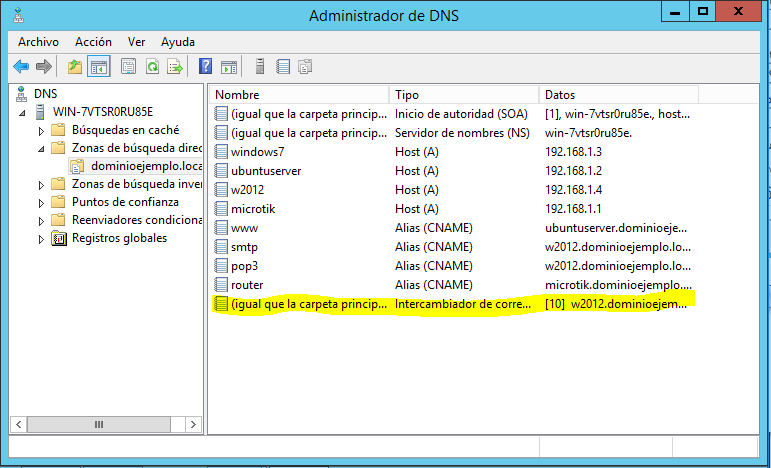 Administrador de DNS
Archivo Acción Ver Ayuda
DNS
WIN-7VTSR0RU85E
Búsquedas en caché
Zonas de búsqueda direc
dominioejemplo.loca
Zonas de búsqueda inver
Puntos de confianza
Reenviadores condiciona
Registros globales
Nombre Tipo Datos
(igual que la carpeta princip... Inicio de autoridad (SOA) [1], win-7vtsr0ru85e., host...
(igual que la carpeta princip... Servidor de nombres (NS) win-7vtsr0ru85e.
windows7 Host (A) 192.168.1.3
ubuntuserver Host (A) 192.168.1.2
w2012 Host (A) 192.168.1.4
microtik Host (A) 192.168.1.1
www Alias (CNAME) ubuntuserver.dominioeje...
smtp Alias (CNAME) w2012.dominioejemplo.lo...
pop3 Alias (CNAME) w2012.dominioejemplo.lo...
router Alias (CNAME) microtik.dominioejemplo....
(igual que la carpeta princip... Intercambiador de corre... [10] w2012.dominioejem...